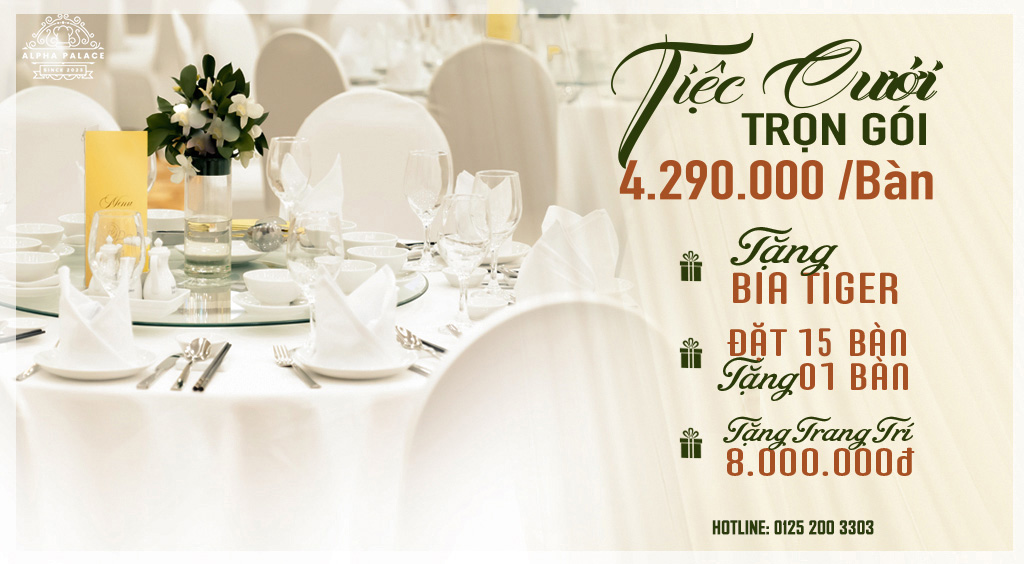 ALPHA PALACE
SINCE 2025
Menu
Tiệc Cưới
TRỌN GÓI
4.290.000 /Bàn
Tặng
BIA TIGER
ĐẶT 15 BÀN
Tặng 01 BÀN
Tặng Trang Trí
8.000.000đ
HOTLINE: 0125 200 3303